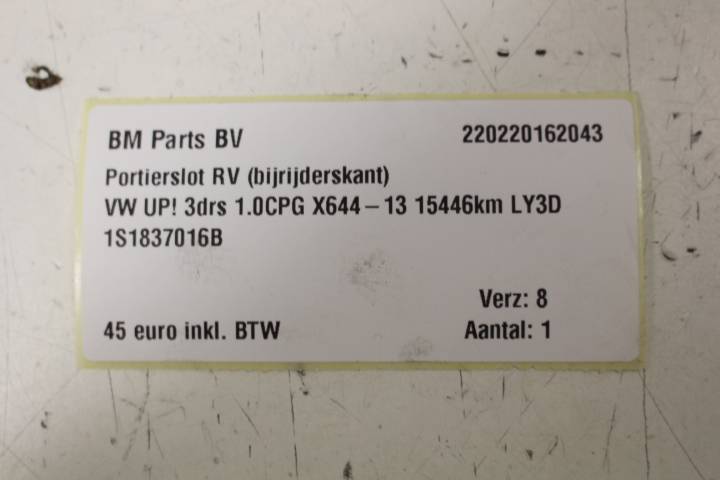 BM Parts BV 220220162043
Portierslot RV (bijrijderskant)
VW UP! 3drs 1.0CPG X644 – 13 15446km LY3D
1S1837016B
Verz: 8
45 euro inkl. BTW Aantal: 1